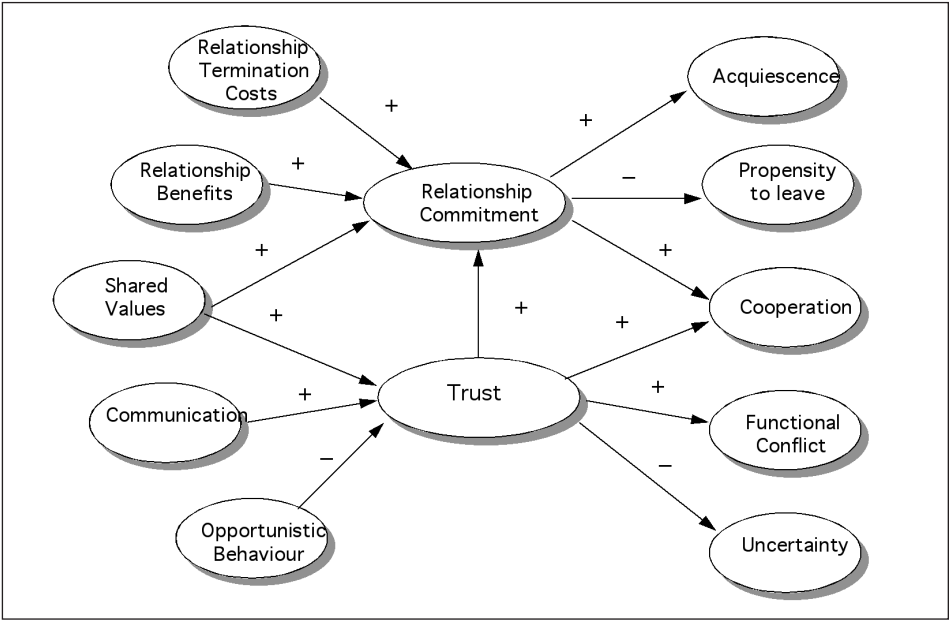 Relationship
Termination
Costs
+
Acquiescence
+
Relationship
Benefits
+
Relationship
Commitment
–
Propensity
to leave
Shared
Values
+
+
+
+
+
Cooperation
Communication
+
Trust
+
Functional
Conflict
–
Opportunistic
Behaviour
–
Uncertainty